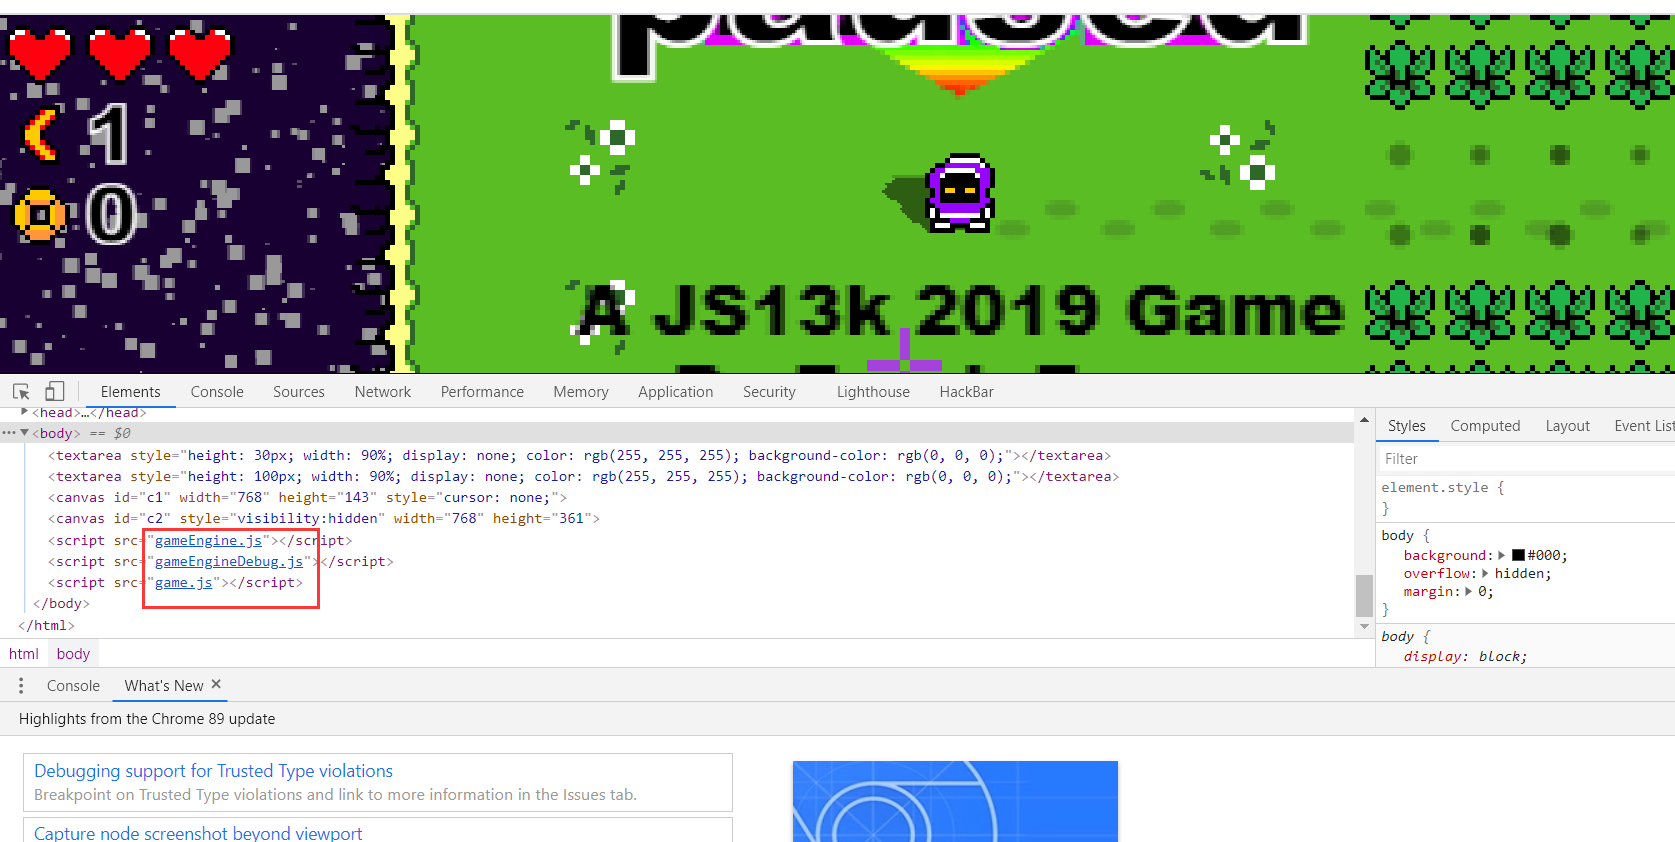 paused
1
0
A JS13k 2019 Game
Elements Console Sources Network Performance Memory Application Security Lighthouse HackBar
<head>…</head>
<body> == $0
<textarea style="height: 30px; width: 90%; display: none; color: rgb(255, 255, 255); background-color: rgb(0, 0, 0);"></textarea>
<textarea style="height: 100px; width: 90%; display: none; color: rgb(255, 255, 255); background-color: rgb(0, 0, 0);"></textarea>
<canvas id="c1" width="768" height="143" style="cursor: none;">
<canvas id="c2" style="visibility:hidden" width="768" height="361">
<script src="gameEngine.js"></script>
<script src="gameEngineDebug.js"></script>
<script src="game.js"></script>
</body>
</html>
html body
Styles Computed Layout Event List
Filter
element.style {
}
body {
background: #000;
overflow: hidden;
margin: 0;
}
body {
display: block;
Console What's New ×
Highlights from the Chrome 89 update
Debugging support for Trusted Type violations
Breakpoint on Trusted Type violations and link to more information in the Issues tab.
Capture node screenshot beyond viewport